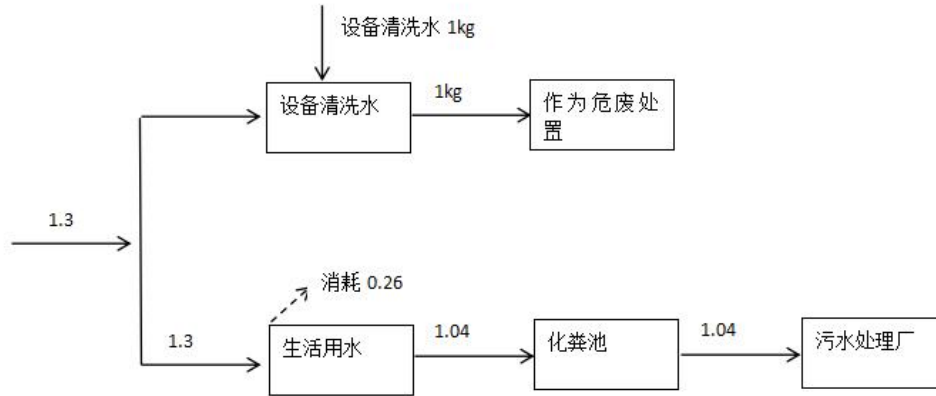 设备清洗水 1kg
设备清洗水
1kg
作为危废处
置
1.3
消耗 0.26
1.3
生活用水
1.04
化粪池
1.04
污水处理厂